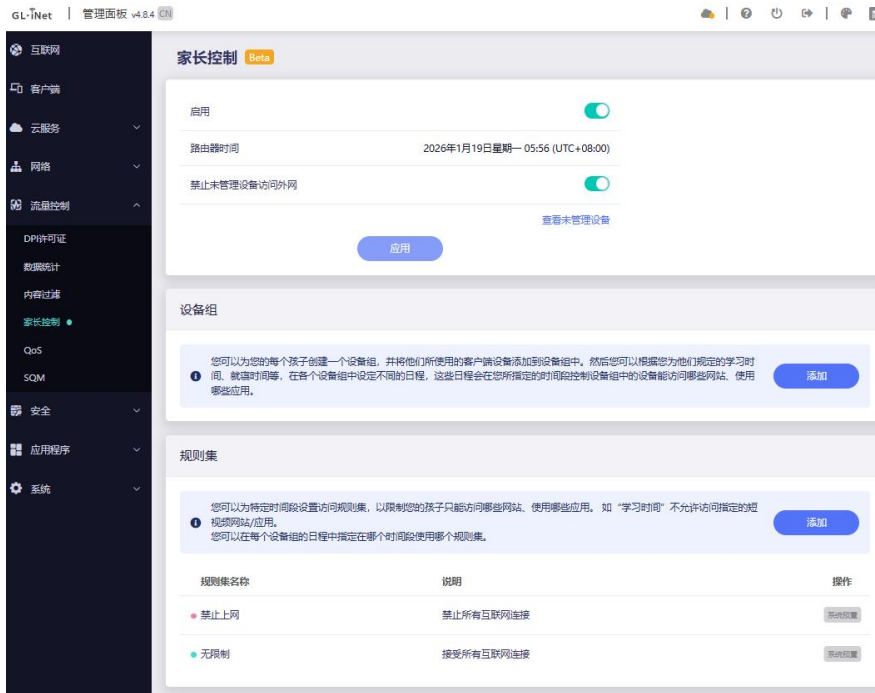 GL·iNet | 管理面板 v4.8.4 CN
互联网
客户端
云服务
网络
流量控制
DPI许可证
数据统计
内容过滤
家长控制
QoS
SQM
安全
应用程序
系统
家长控制 Beta
启用
路由器时间 2026年1月19日星期一 05:56 (UTC+08:00)
禁止未管理设备访问外网
查看未管理设备
应用
设备组
您可以为您的每个孩子创建一个设备组，并将他们所使用的客户端设备添加到设备组中。然后您可以根据您为他们规定的学习时
间、就寝时间等，在各个设备组中设定不同的日程，这些日程会在您所指定的时间段控制设备组中的设备能访问哪些网站、使用
哪些应用。
添加
规则集
您可以为特定时间段设置访问规则集，以限制您的孩子只能访问哪些网站、使用哪些应用。 如“学习时间”不允许访问指定的短
视频网站/应用。
您可以在每个设备组的日程中指定在哪个时间段使用哪个规则集。
添加
规则集名称 说明 操作
禁止上网 禁止所有互联网连接 系统预置
无限制 接受所有互联网连接 系统预置